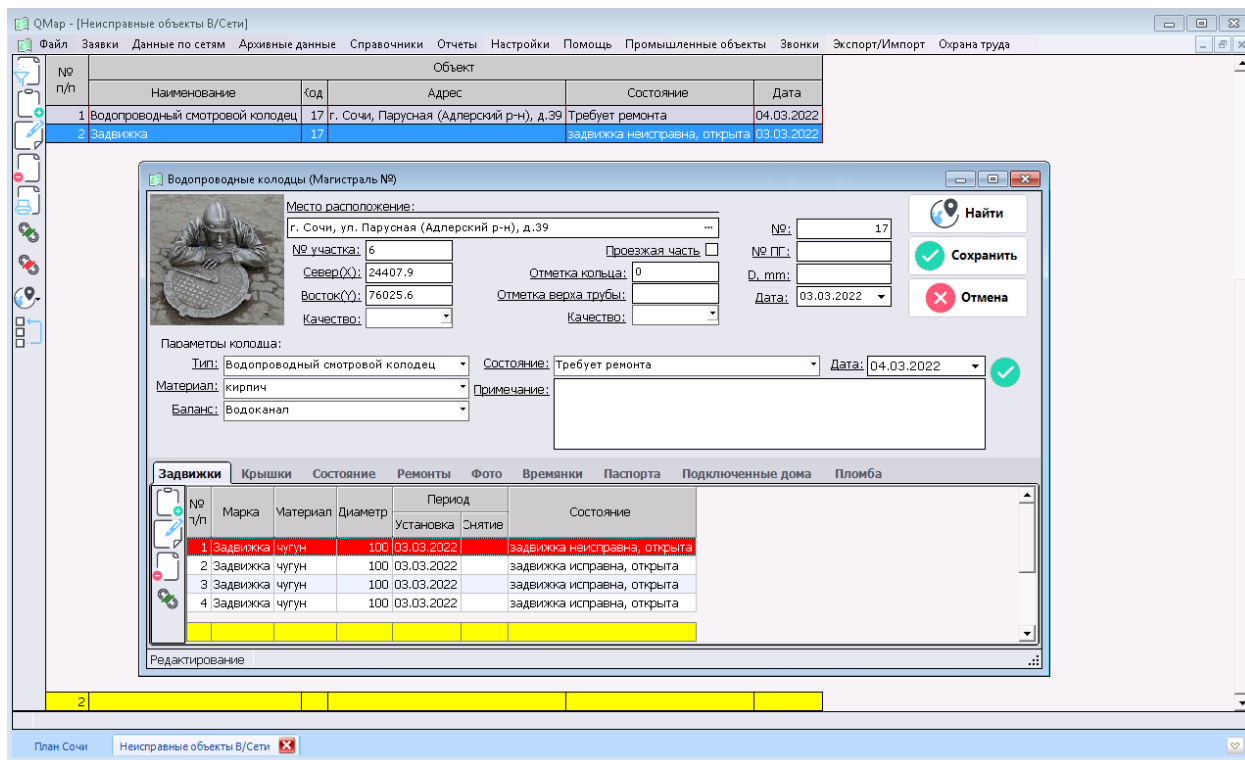 QMap - [Неисправные объекты В/Сети]
Файл Заявки Данные по сетям Архивные данные Справочники Отчеты Настройки Помощь Промышленные объекты Звонки Экспорт/Импорт Охрана труда
№ п/п Объект
Наименование Код Адрес Состояние Дата
1 Водопроводный смотровой колодец 17 г. Сочи, Парусная (Адлерский р-н), д.39 Требует ремонта 04.03.2022
2 Задвижка 17 задвижка неисправна, открыта 03.03.2022
Водопроводные колодцы (Магистраль №)
Место расположение:
г. Сочи, ул. Парусная (Адлерский р-н), д.39 ...
№: 17
Найти
№ участка: 6 Проезжая часть № ПГ:
Сохранить
Север(X): 24407.9 Отметка кольца: 0 D, mm:
Восток(Y): 76025.6 Отметка верха трубы: Дата: 03.03.2022
Отмена
Качество: Качество:
Параметры колодца:
Тип: Водопроводный смотровой колодец Состояние: Требует ремонта Дата: 04.03.2022
Материал: кирпич Примечание:
Баланс: Водоканал
Задвижки Крышки Состояние Ремонты Фото Времянки Паспорта Подключенные дома Пломба
№ п/п Марка Материал Диаметр Период Состояние
Установка Снятие
1 Задвижка чугун 100 03.03.2022 задвижка неисправна, открыта
2 Задвижка чугун 100 03.03.2022 задвижка исправна, открыта
3 Задвижка чугун 100 03.03.2022 задвижка исправна, открыта
4 Задвижка чугун 100 03.03.2022 задвижка исправна, открыта
Редактирование
2
План Сочи Неисправные объекты В/Сети